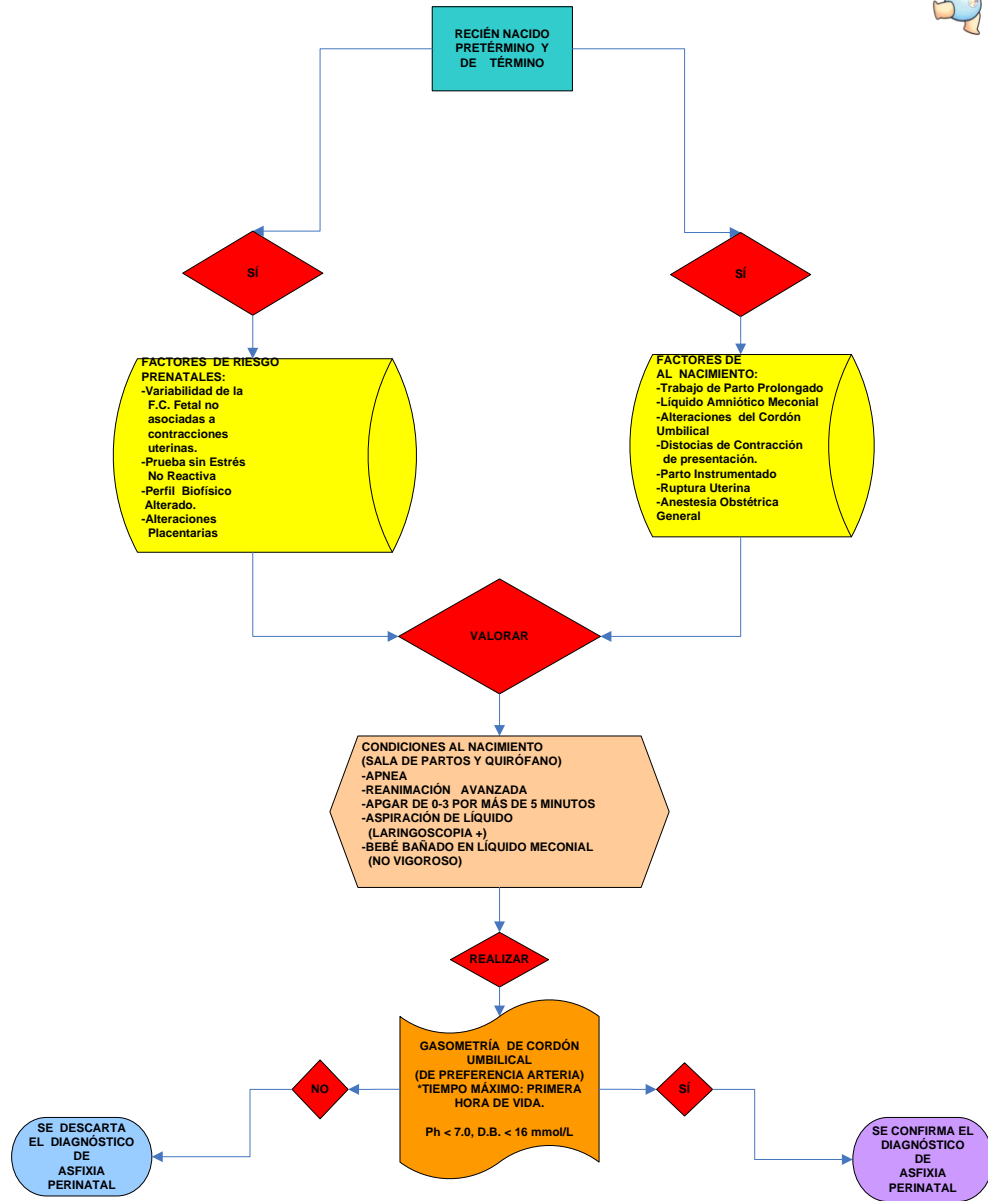 RECIÉN NACIDO
PRETÉRMINO Y
DE TÉRMINO
SÍ
SÍ
FACTORES DE RIESGO
PRENATALES:
-Variabilidad de la
F.C. Fetal no
asociadas a
contracciones
uterinas.
-Prueba sin Estrés
No Reactiva
-Perfil Biofísico
Alterado.
-Alteraciones
Placentarias
FACTORES DE
AL NACIMIENTO:
-Trabajo de Parto Prolongado
-Líquido Amniótico Meconial
-Alteraciones del Cordón
Umbilical
-Distocias de Contracción
de presentación.
-Parto Instrumentado
-Ruptura Uterina
-Anestesia Obstétrica
General
VALORAR
CONDICIONES AL NACIMIENTO
(SALA DE PARTOS Y QUIRÓFANO)
-APNEA
-REANIMACIÓN AVANZADA
-APGAR DE 0-3 POR MÁS DE 5 MINUTOS
-ASPIRACIÓN DE LÍQUIDO
(LARINGOSCOPIA +)
-BEBÉ BAÑADO EN LÍQUIDO MECONIAL
(NO VIGOROSO)
REALIZAR
GASOMETRÍA DE CORDÓN
UMBILICAL
(DE PREFERENCIA ARTERIA)
*TIEMPO MÁXIMO: PRIMERA
HORA DE VIDA.
Ph < 7.0, D.B. < 16 mmol/L
NO
SÍ
SE DESCARTA
EL DIAGNÓSTICO
DE
ASFIXIA
PERINATAL
SE CONFIRMA EL
DIAGNÓSTICO
DE
ASFIXIA
PERINATAL